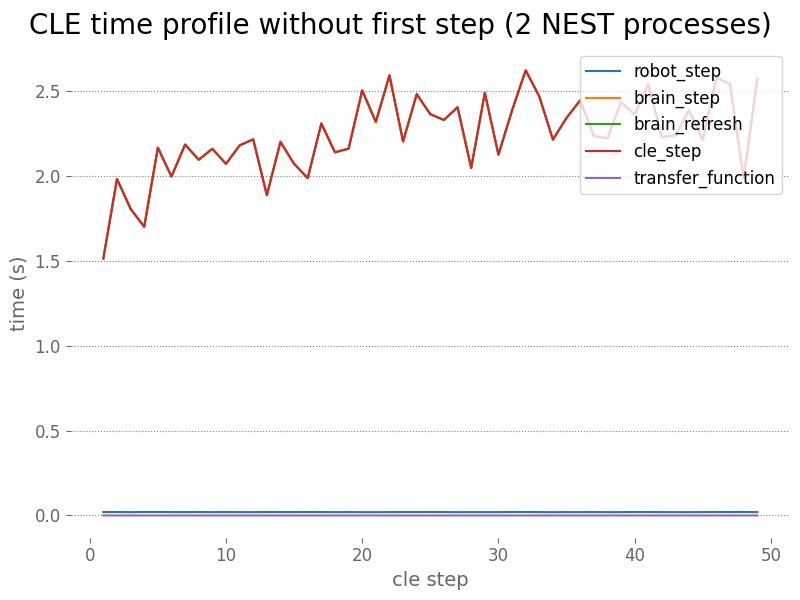 CLE time profile without first step (2 NEST processes)
robot_step
brain_step
brain_refresh
cle_step
transfer_function
time (s)
2.5
2.0
1.5
1.0
0.5
0.0
0 10 20 30 40 50
cle step